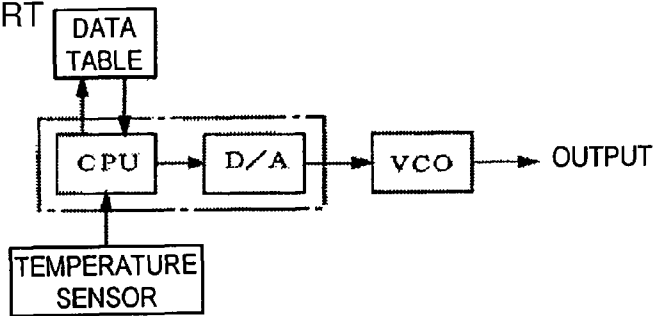 RT
DATA
TABLE
CPU
D/A
VCO
OUTPUT
TEMPERATURE
SENSOR